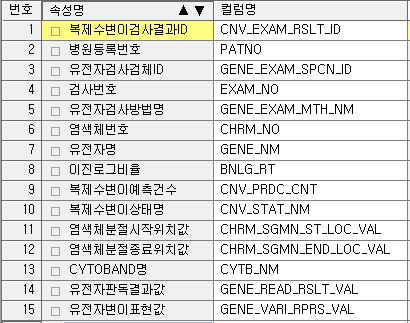 번호 속성명 ▲ ▼ 컬럼명
1 복제수변이검사결과ID CNV_EXAM_RSLT_ID
2 병원등록번호 PATNO
3 유전자검사검체ID GENE_EXAM_SPCN_ID
4 검사번호 EXAM_NO
5 유전자검사방법명 GENE_EXAM_MTH_NM
6 염색체번호 CHRM_NO
7 유전자명 GENE_NM
8 이진로그비율 BNLG_RT
9 복제수변이예측건수 CNV_PRDC_CNT
10 복제수변이상태명 CNV_STAT_NM
11 염색체분절시작위치값 CHRM_SGMN_ST_LOC_VAL
12 염색체분절종료위치값 CHRM_SGMN_END_LOC_VAL
13 CYTOBAND명 CYTB_NM
14 유전자판독결과값 GENE_READ_RSLT_VAL
15 유전자변이표현값 GENE_VARI_RPRS_VAL